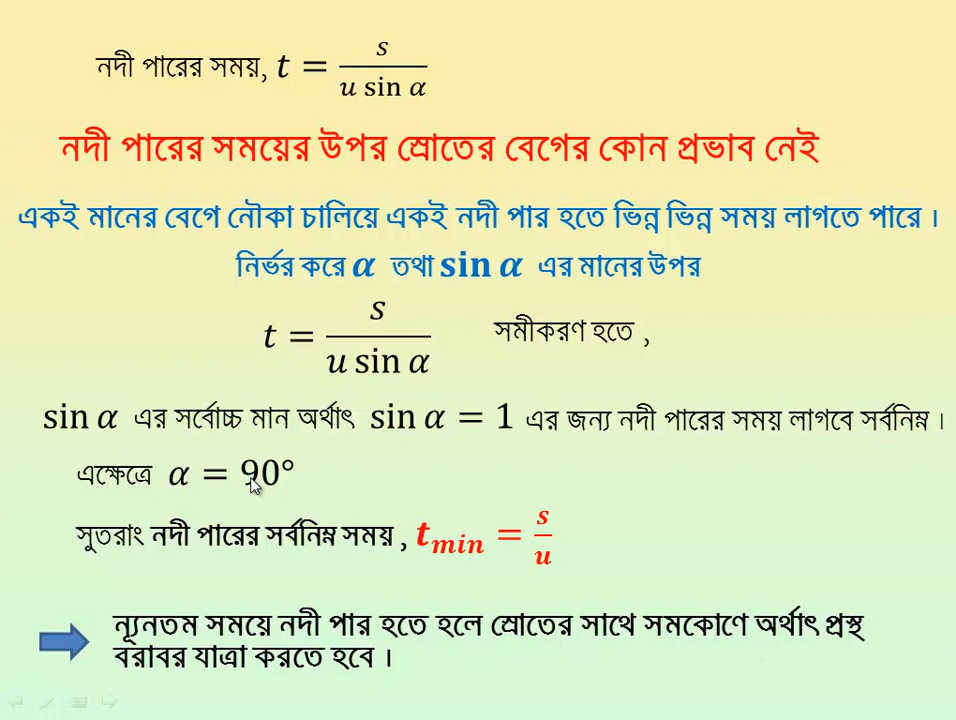 নদী পারের সময়, t = s / (u sin α)
নদী পারের সময়ের উপর স্রোতের বেগের কোন প্রভাব নেই
একই মানের বেগে নৌকা চালিয়ে একই নদী পার হতে ভিন্ন ভিন্ন সময় লাগতে পারে ।
নির্ভর করে α তথা sin α এর মানের উপর
t = s / (u sin α) সমীকরণ হতে ,
sin α এর সর্বোচ্চ মান অর্থাৎ sin α = 1 এর জন্য নদী পারের সময় লাগবে সর্বনিম্ন ।
এক্ষেত্রে α = 90°
সুতরাং নদী পারের সর্বনিম্ন সময় , t_min = s / u
ন্যূনতম সময়ে নদী পার হতে হলে স্রোতের সাথে সমকোণে অর্থাৎ প্রস্থ
বরাবর যাত্রা করতে হবে ।